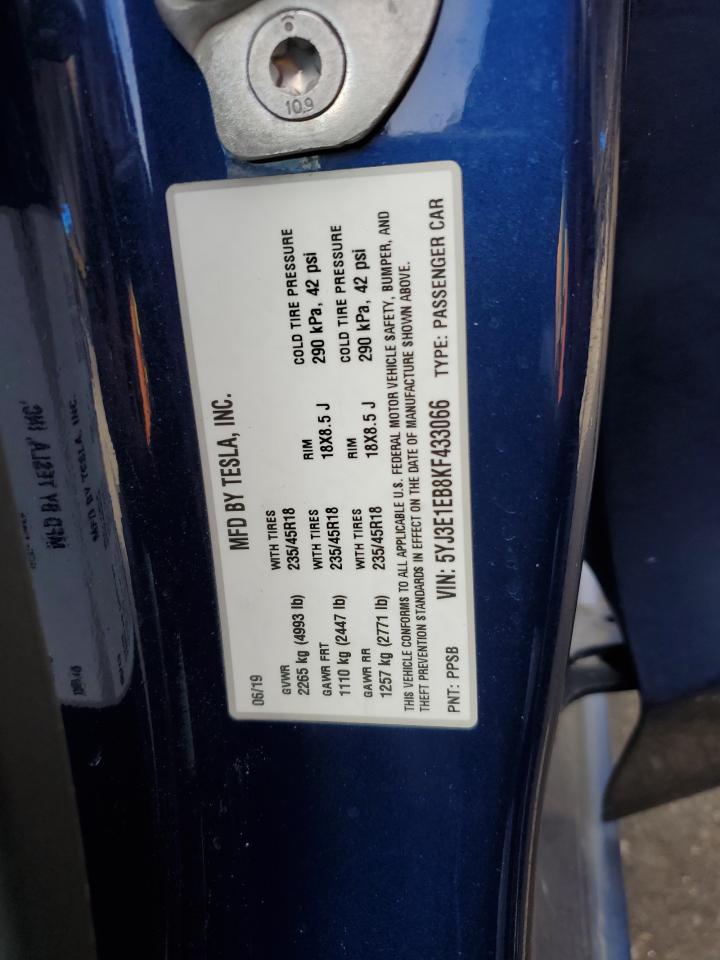 10.9
MFD BY TESLA, INC.
06/19
GVWR WITH TIRES RIM COLD TIRE PRESSURE
2265 kg (4993 lb) 235/45R18 18X8.5 J 290 kPa, 42 psi
GAWR FRT WITH TIRES RIM COLD TIRE PRESSURE
1110 kg (2447 lb) 235/45R18 18X8.5 J 290 kPa, 42 psi
GAWR RR WITH TIRES
1257 kg (2771 lb) 235/45R18
THIS VEHICLE CONFORMS TO ALL APPLICABLE U.S. FEDERAL MOTOR VEHICLE SAFETY, BUMPER, AND
THEFT PREVENTION STANDARDS IN EFFECT ON THE DATE OF MANUFACTURE SHOWN ABOVE.
PNT: PPSB VIN: 5YJ3E1EB8KF433066 TYPE: PASSENGER CAR